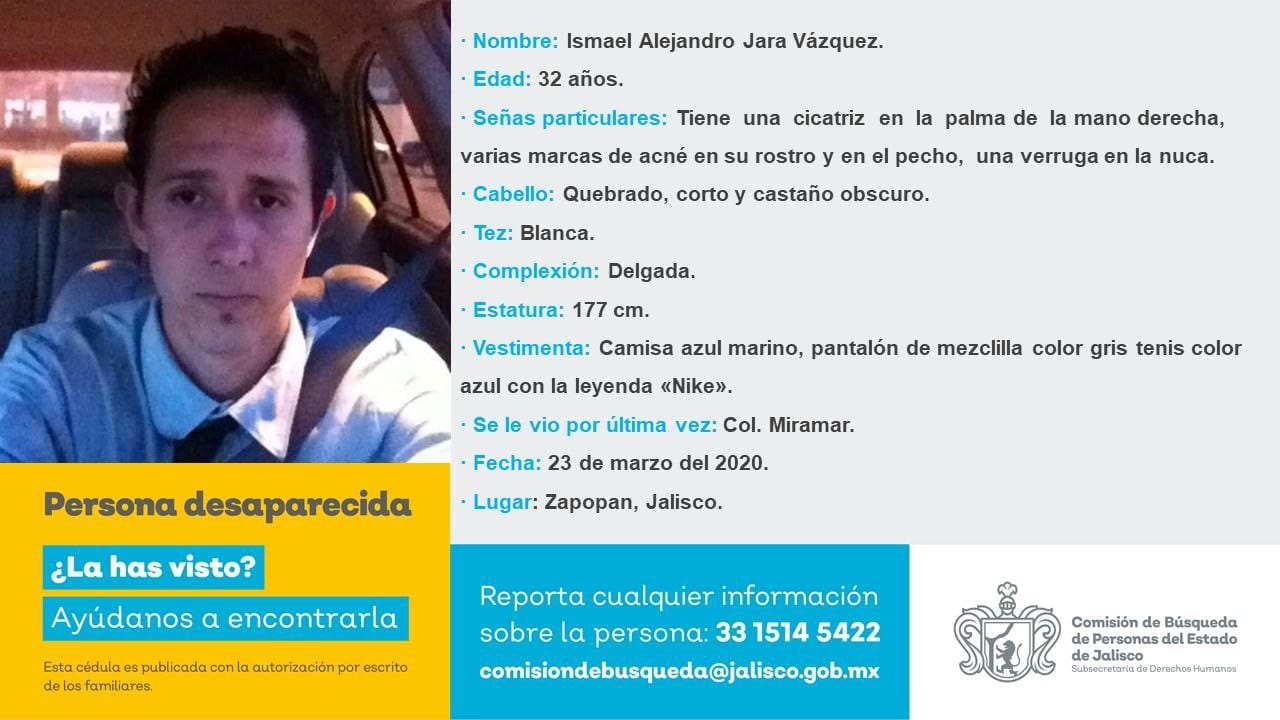 · Nombre: Ismael Alejandro Jara Vázquez.
· Edad: 32 años.
· Señas particulares: Tiene una cicatriz en la palma de la mano derecha,
varias marcas de acné en su rostro y en el pecho, una verruga en la nuca.
· Cabello: Quebrado, corto y castaño obscuro.
· Tez: Blanca.
· Complexión: Delgada.
· Estatura: 177 cm.
· Vestimenta: Camisa azul marino, pantalón de mezclilla color gris tenis color
azul con la leyenda «Nike».
· Se le vio por última vez: Col. Miramar.
· Fecha: 23 de marzo del 2020.
· Lugar: Zapopan, Jalisco.
Persona desaparecida
¿La has visto?
Ayúdanos a encontrarla
Esta cédula es publicada con la autorización por escrito
de los familiares.
Reporta cualquier información
sobre la persona: 33 1514 5422
comisiondebusqueda@jalisco.gob.mx
Comisión de Búsqueda
de Personas del Estado
de Jalisco
Subsecretaría de Derechos Humanos